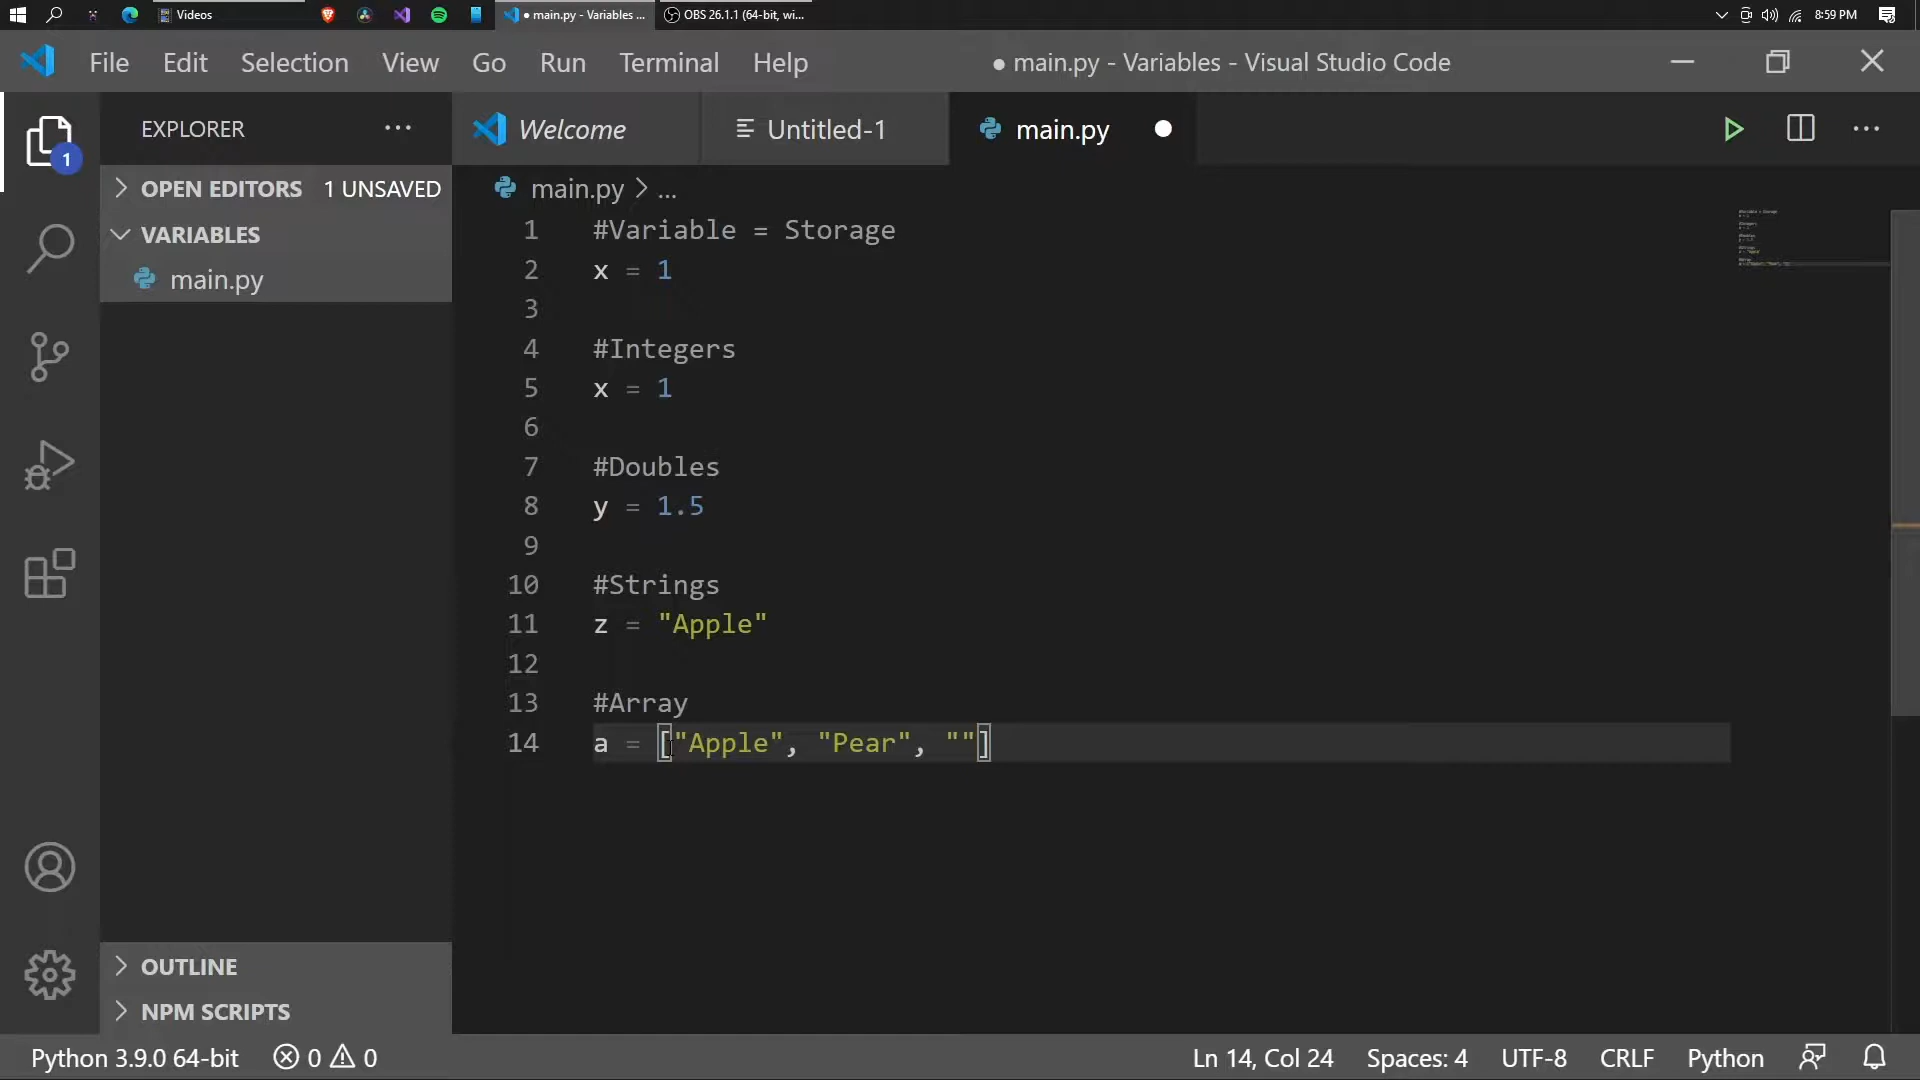 Videos
● main.py - Variables ...
OBS 26.1.1 (64-bit, wi...
8:59 PM
File Edit Selection View Go Run Terminal Help
● main.py - Variables - Visual Studio Code
EXPLORER ...
Welcome
Untitled-1
main.py
1
OPEN EDITORS 1 UNSAVED
VARIABLES
main.py
main.py > ...
1 #Variable = Storage
2 x = 1
3
4 #Integers
5 x = 1
6
7 #Doubles
8 y = 1.5
9
10 #Strings
11 z = "Apple"
12
13 #Array
14 a = ["Apple", "Pear", ""]
OUTLINE
NPM SCRIPTS
Python 3.9.0 64-bit 0 0 Ln 14, Col 24 Spaces: 4 UTF-8 CRLF Python